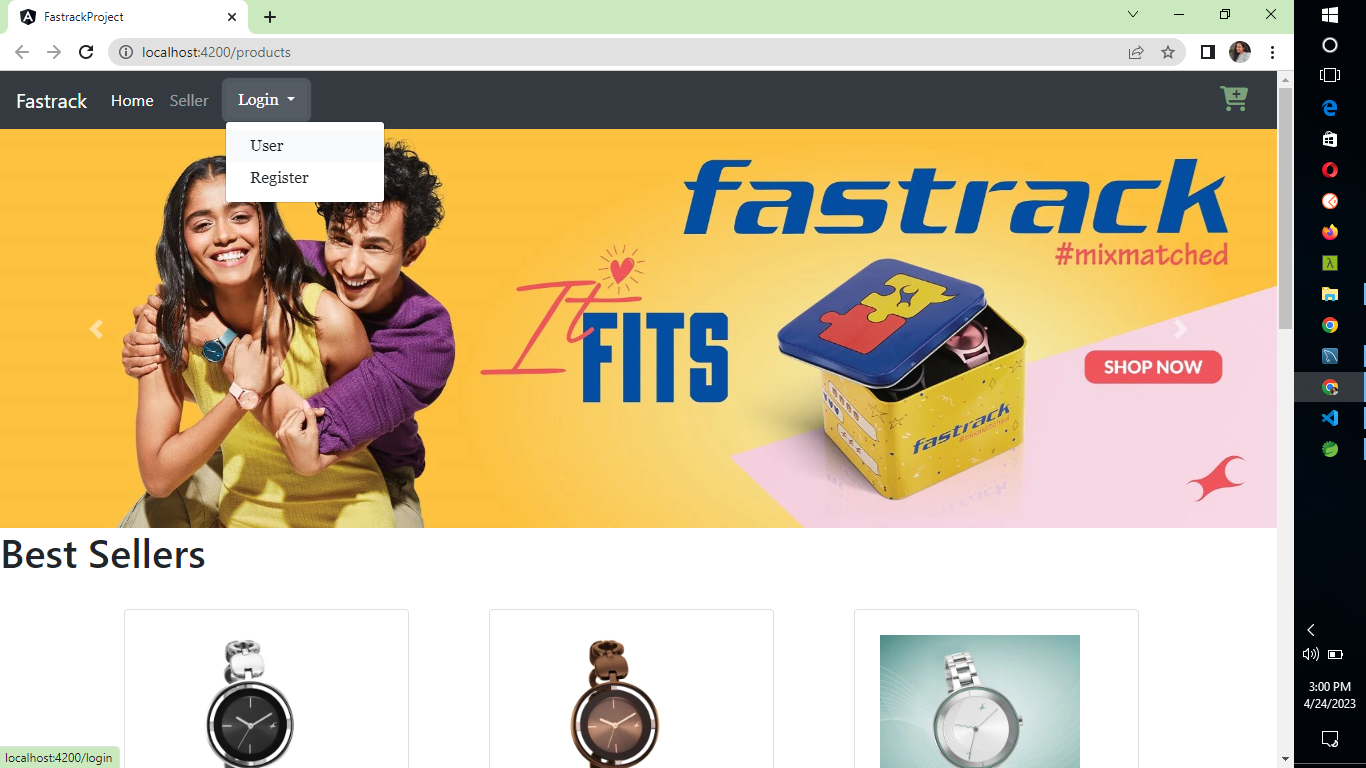 FastrackProject
localhost:4200/products
Fastrack Home Seller Login
User
Register
fastrack
#mixmatched
It
FITS
SHOP NOW
fastrack
#mixmatched
Best Sellers
localhost:4200/login
3:00 PM
4/24/2023